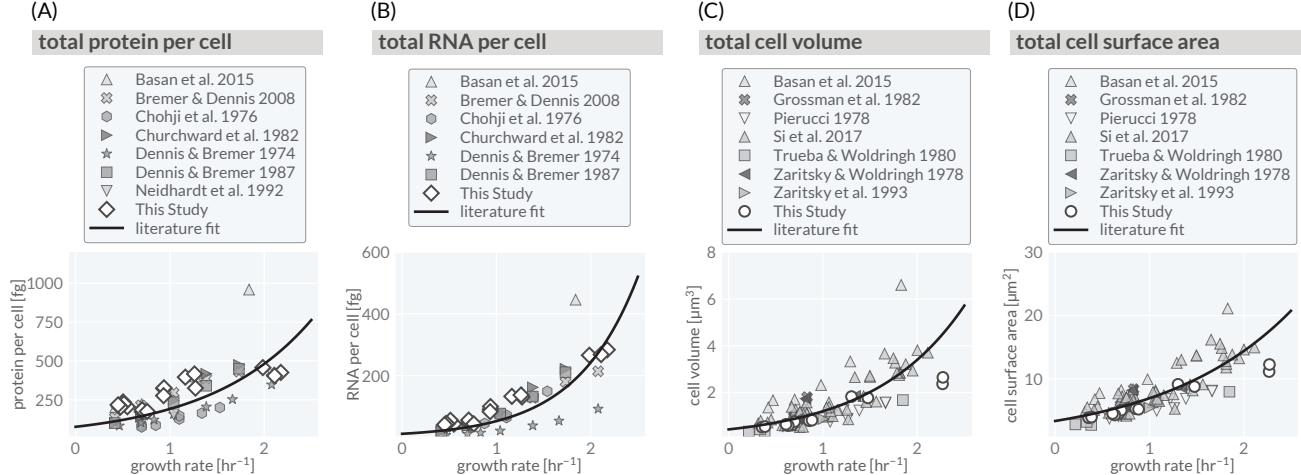 (A)
total protein per cell
Basan et al. 2015
Bremer & Dennis 2008
Chohji et al. 1976
Churchward et al. 1982
Dennis & Bremer 1974
Dennis & Bremer 1987
Neidhardt et al. 1992
This Study
literature fit
protein per cell [fg]
1000
750
500
250
0
1
2
growth rate [hr⁻¹]
(B)
total RNA per cell
Basan et al. 2015
Bremer & Dennis 2008
Chohji et al. 1976
Churchward et al. 1982
Dennis & Bremer 1974
Dennis & Bremer 1987
This Study
literature fit
RNA per cell [fg]
600
400
200
0
1
2
growth rate [hr⁻¹]
(C)
total cell volume
Basan et al. 2015
Grossman et al. 1982
Pierucci 1978
Si et al. 2017
Trueba & Woldringh 1980
Zaritsky & Woldringh 1978
Zaritsky et al. 1993
This Study
literature fit
cell volume [μm³]
8
6
4
2
0
1
2
growth rate [hr⁻¹]
(D)
total cell surface area
Basan et al. 2015
Grossman et al. 1982
Pierucci 1978
Si et al. 2017
Trueba & Woldringh 1980
Zaritsky & Woldringh 1978
Zaritsky et al. 1993
This Study
literature fit
cell surface area [μm²]
30
20
10
0
1
2
growth rate [hr⁻¹]